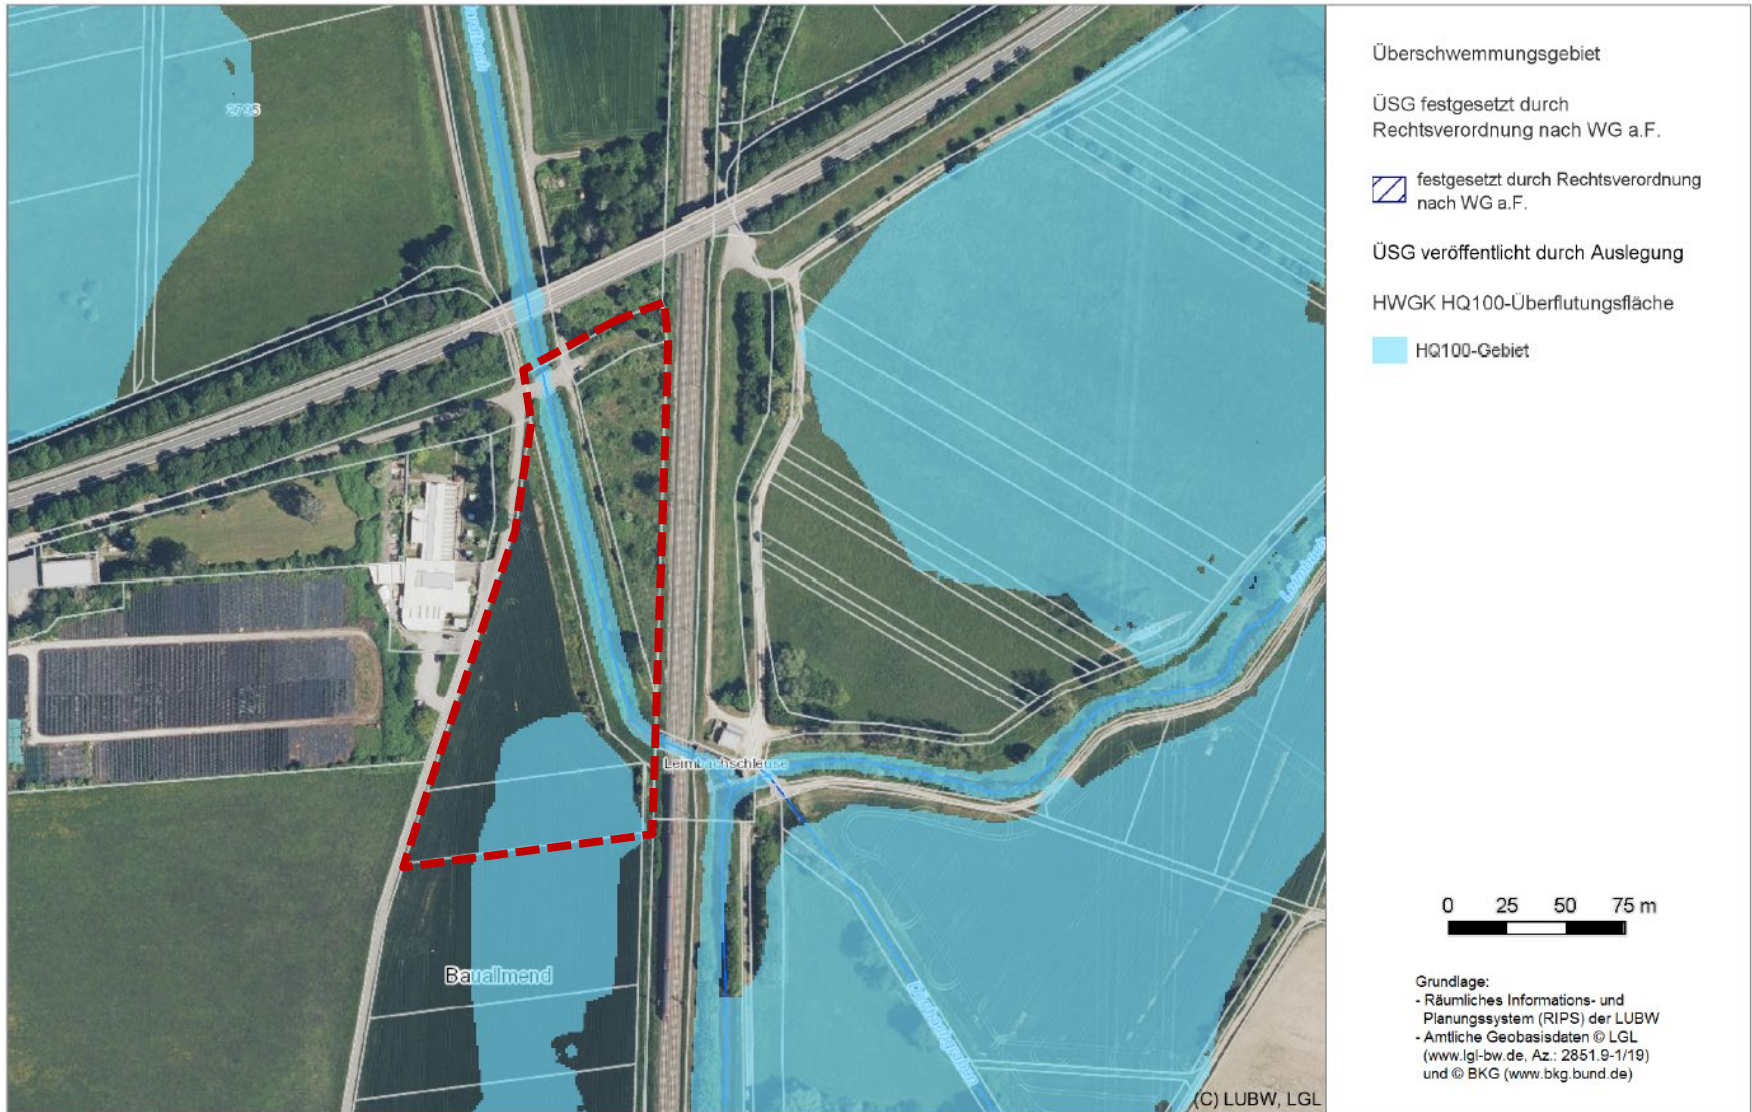 Hardtbach
2795
Leimbachschleuse
Leimbach
Bauallmend
(C) LUBW, LGL
Überschwemmungsgebiet
ÜSG festgesetzt durch
Rechtsverordnung nach WG a.F.
festgesetzt durch Rechtsverordnung
nach WG a.F.
ÜSG veröffentlicht durch Auslegung
HWGK HQ100-Überflutungsfläche
HQ100-Gebiet
0 25 50 75 m
Grundlage:
- Räumliches Informations- und
Planungssystem (RIPS) der LUBW
- Amtliche Geobasisdaten © LGL
(www.lgl-bw.de, Az.: 2851.9-1/19)
und © BKG (www.bkg.bund.de)